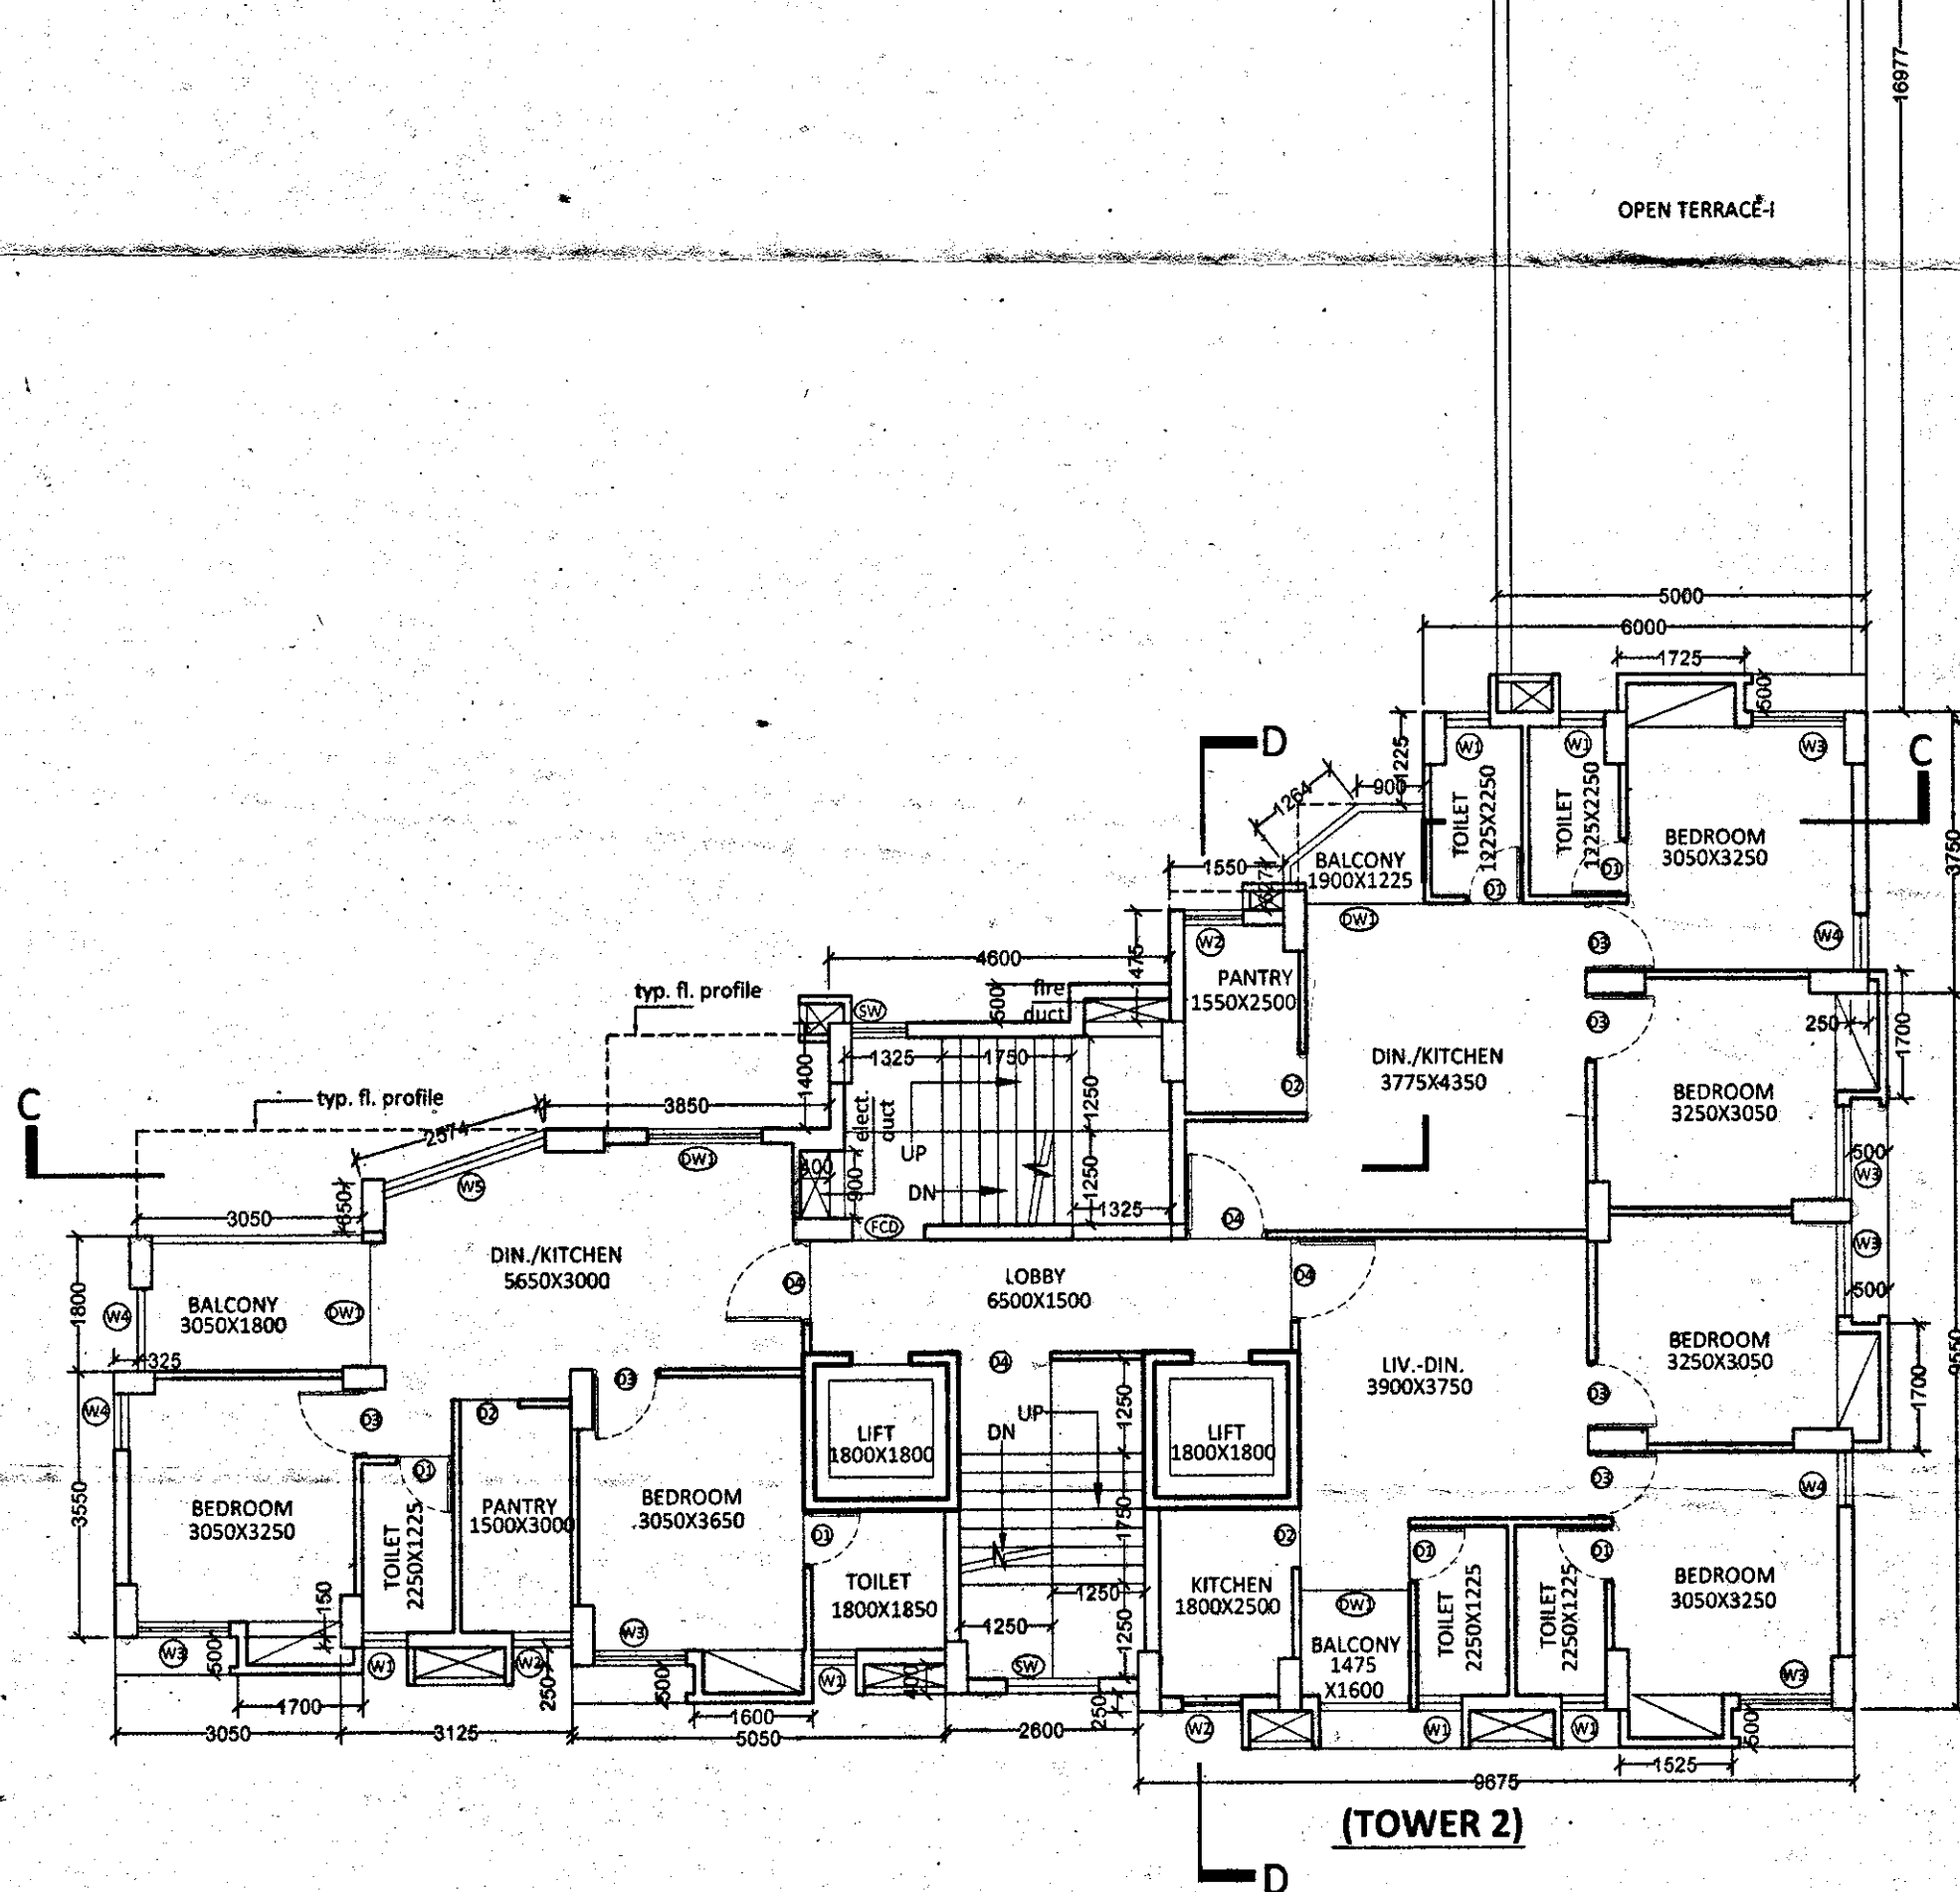 16977
OPEN TERRACE-I
5000
6000
1725
500
D
1225
W1
W1
W3
C
3750
1264
900
TOILET
1225X2250
TOILET
1225X2250
BEDROOM
3050X3250
1550
BALCONY
1900X1225
D1
D1
DW1
W2
D3
W4
4600
475
PANTRY
1550X2500
typ. fl. profile
SW
500
fire
duct
D3
250
1700
1325
1750
1400
DIN./KITCHEN
3775X4350
D2
BEDROOM
3250X3050
C
typ. fl. profile
3850
elect.
duct
1250
2574
UP
DW1
W5
900
DN
1250
1325
500
W3
650
3050
FCD
D4
W3
DIN./KITCHEN
5650X3000
D4
LOBBY
6500X1500
D4
500
1800
W4
BALCONY
3050X1800
DW1
325
D4
LIV.-DIN.
3900X3750
BEDROOM
3250X3050
9550
1700
W4
D3
D2
D3
D3
LIFT
1800X1800
DN
UP
1250
LIFT
1800X1800
3550
BEDROOM
3050X3250
D1
TOILET
2250X1225
PANTRY
1500X3000
BEDROOM
3050X3650
D1
1750
D2
D3
W4
D1
D1
TOILET
1800X1850
1250
1250
KITCHEN
1800X2500
DW1
BALCONY
1475
X1600
TOILET
2250X1225
TOILET
2250X1225
BEDROOM
3050X3250
150
W3
500
W1
W2
250
W3
500
W1
400
SW
1250
250
W2
W1
W1
W3
500
1700
3050
3125
1600
5050
2600
1525
9675
(TOWER 2)
D